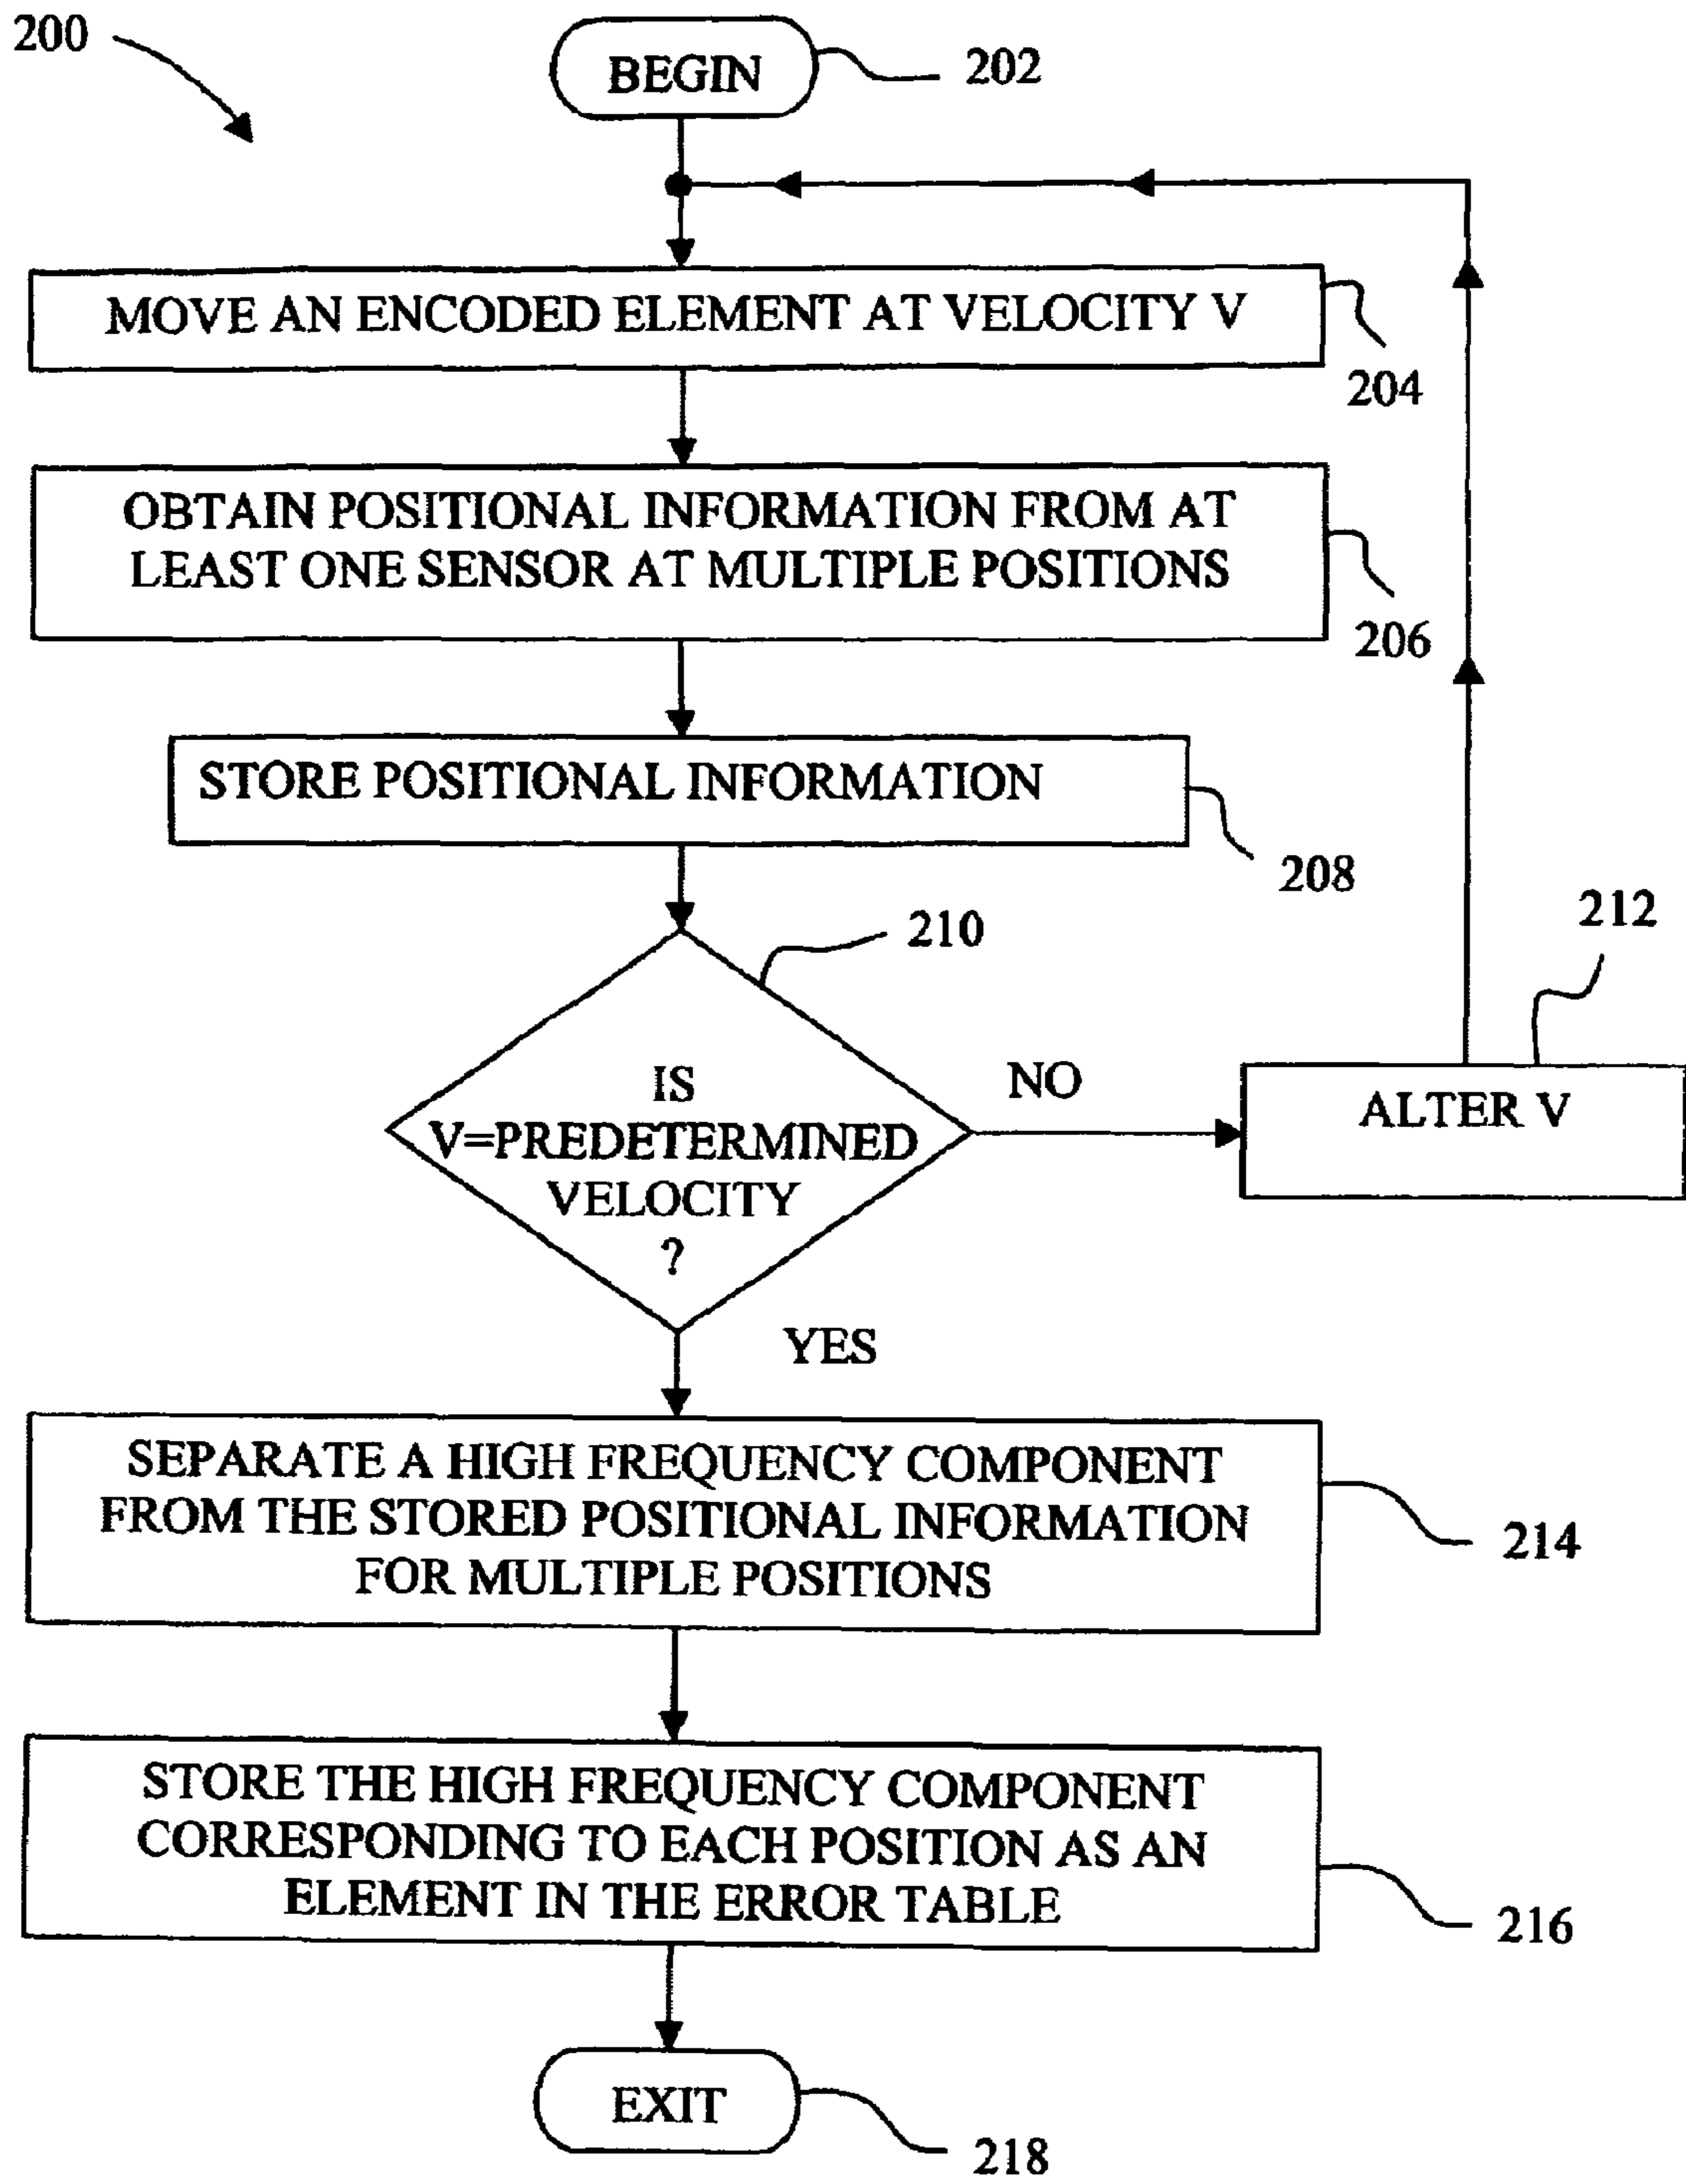 200
BEGIN
202
MOVE AN ENCODED ELEMENT AT VELOCITY V
204
OBTAIN POSITIONAL INFORMATION FROM AT
LEAST ONE SENSOR AT MULTIPLE POSITIONS
206
STORE POSITIONAL INFORMATION
208
210
IS
V=PREDETERMINED
VELOCITY
?
NO
212
ALTER V
YES
SEPARATE A HIGH FREQUENCY COMPONENT
FROM THE STORED POSITIONAL INFORMATION
FOR MULTIPLE POSITIONS
214
STORE THE HIGH FREQUENCY COMPONENT
CORRESPONDING TO EACH POSITION AS AN
ELEMENT IN THE ERROR TABLE
216
EXIT
218